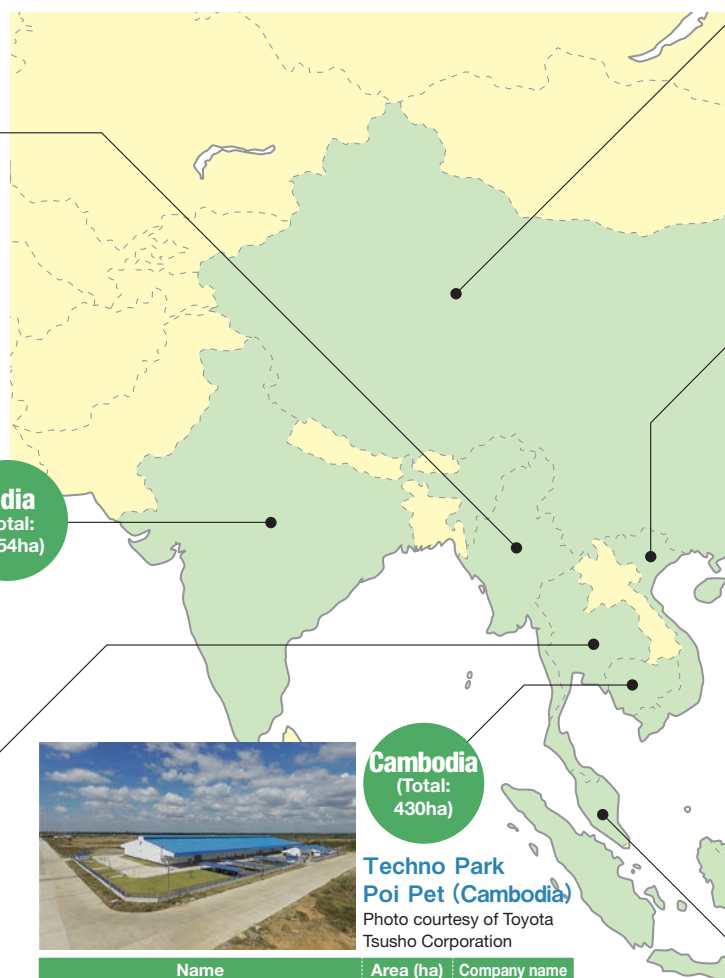 dia
otal:
54ha)
Cambodia
(Total:
430ha)
Techno Park
Poi Pet (Cambodia)
Photo courtesy of Toyota
Tsusho Corporation
Name Area (ha) Company name